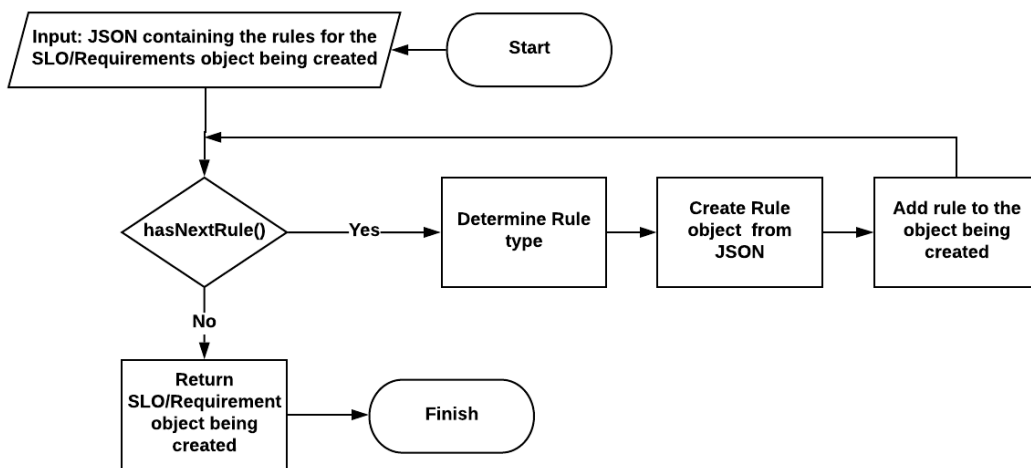 Start
Input: JSON containing the rules for the
SLO/Requirements object being created
hasNextRule()
Yes
Determine Rule
type
Create Rule
object from
JSON
Add rule to the
object being
created
No
Return
SLO/Requirement
object being
created
Finish